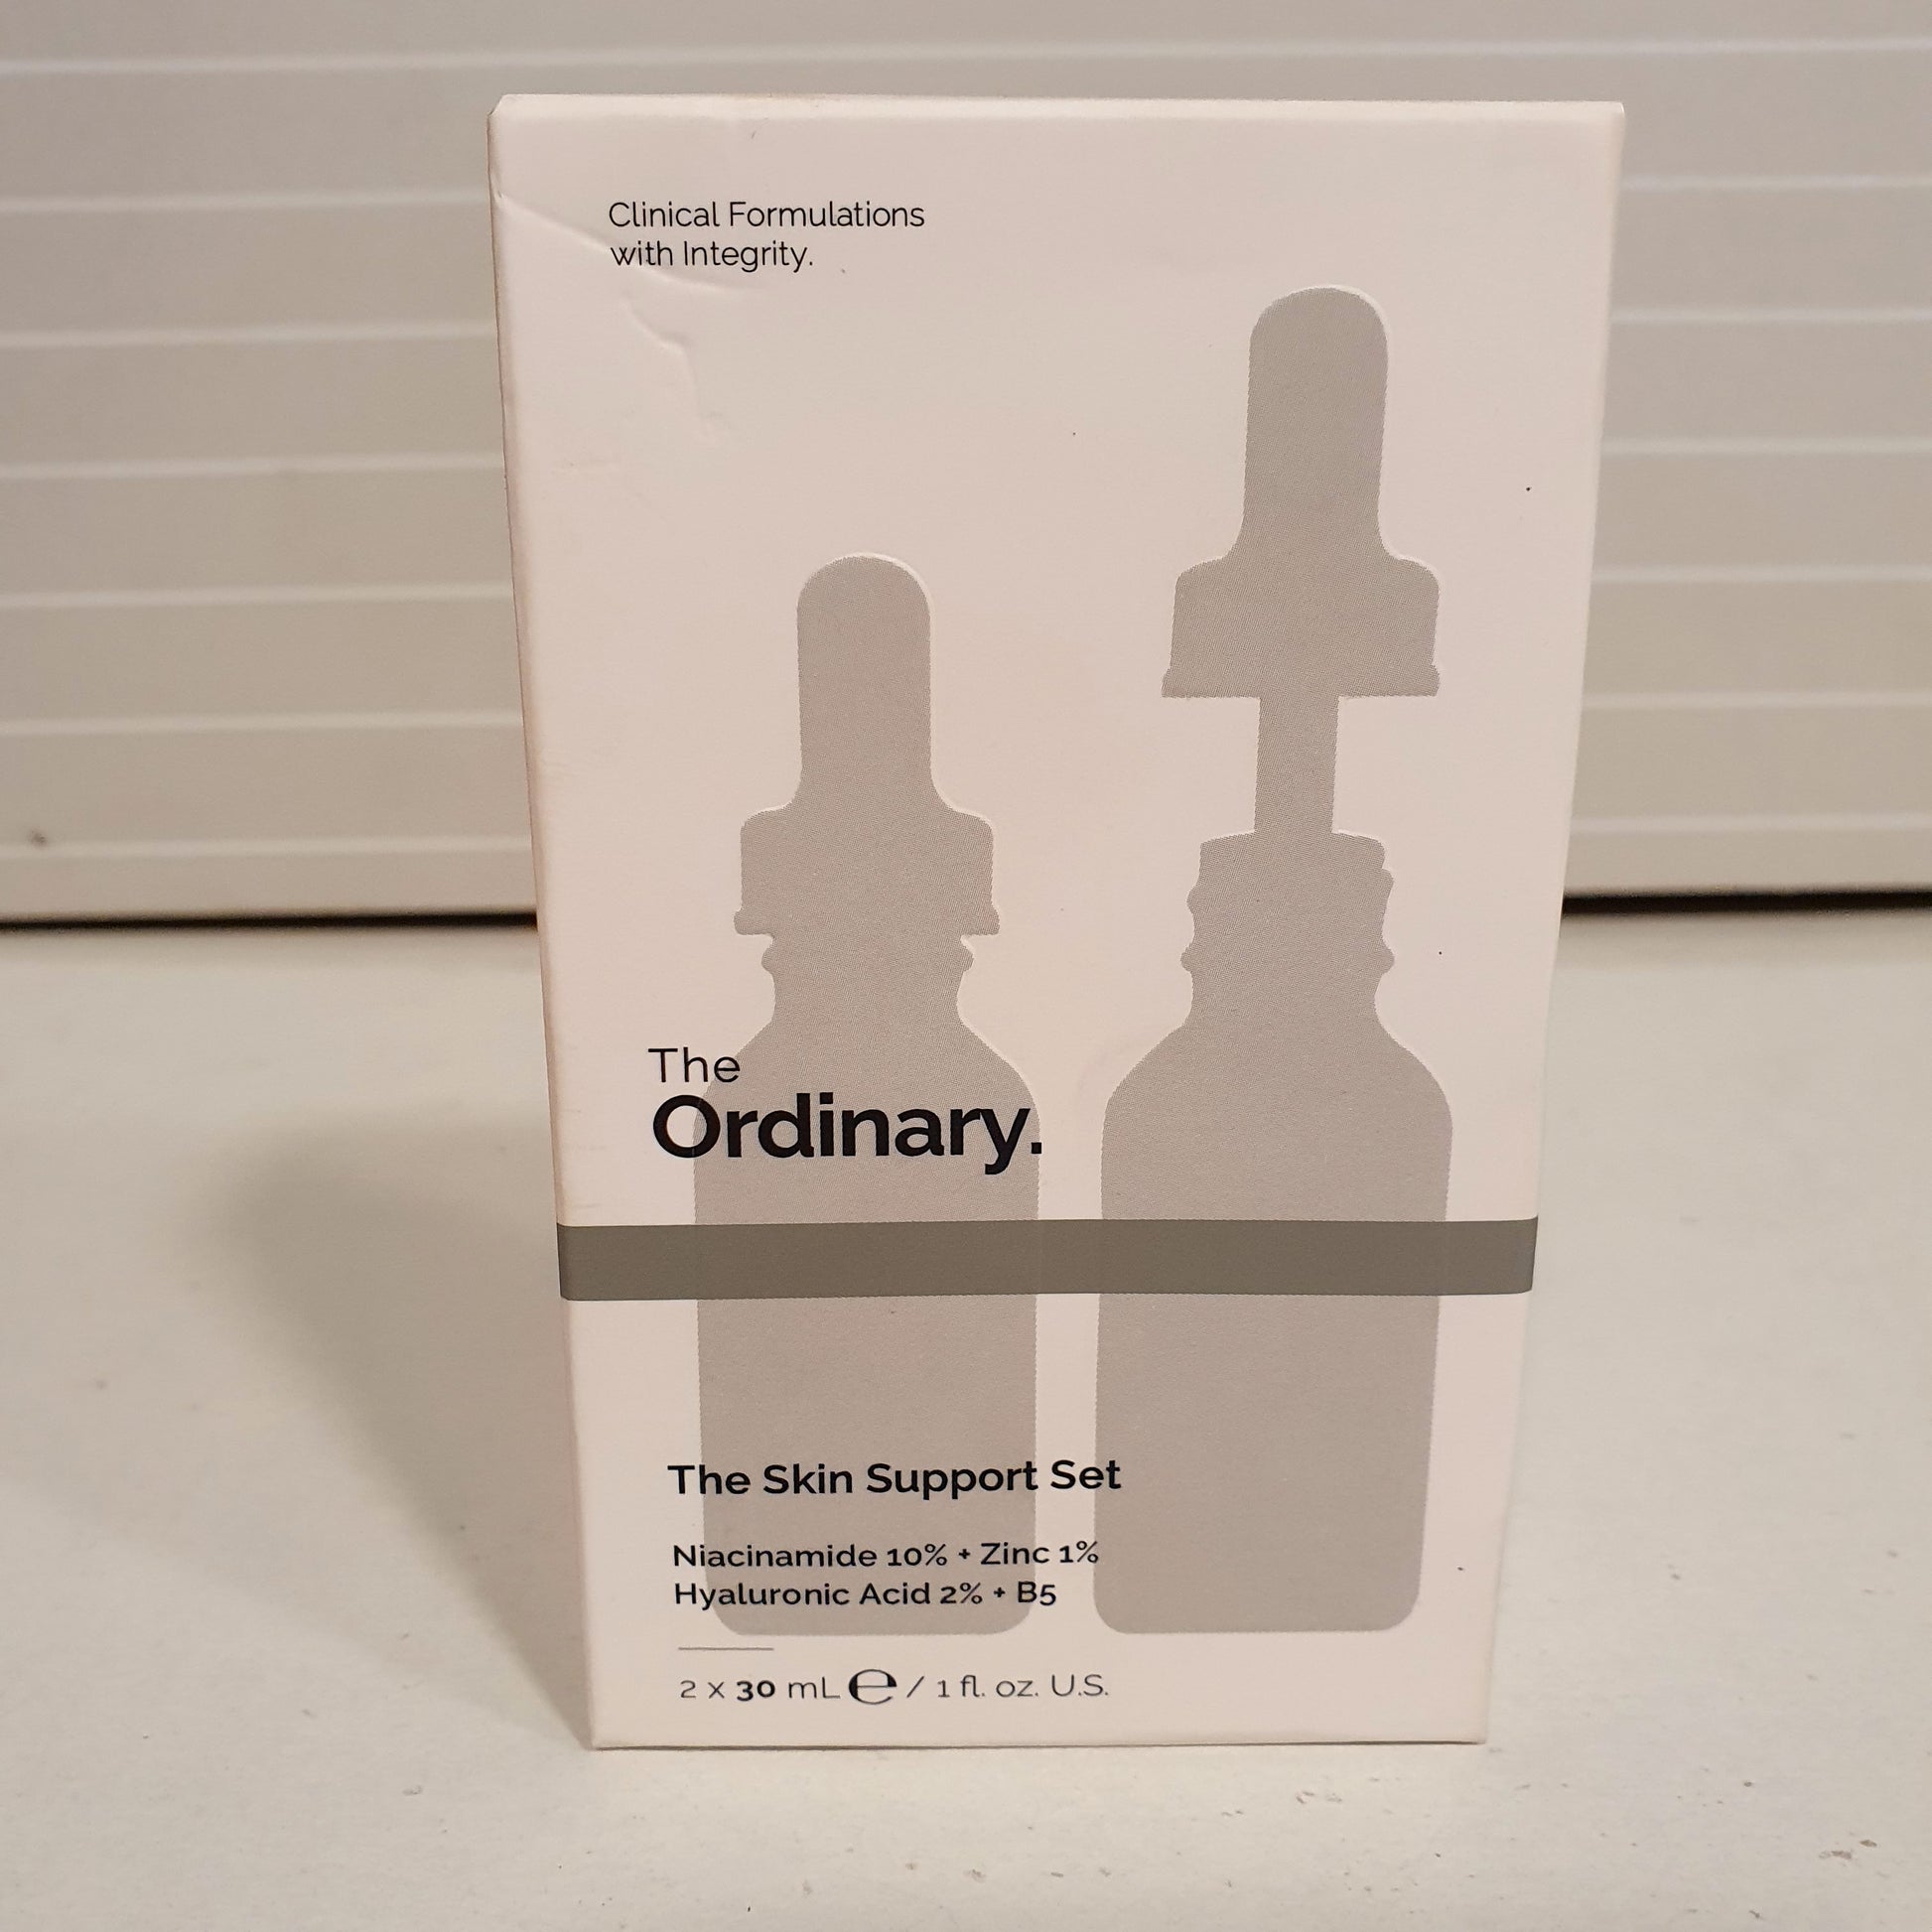 Clinical Formulations
with Integrity.
The
Ordinary.
The Skin Support Set
Niacinamide 10% + Zinc 1%
Hyaluronic Acid 2% + B5
2 x 30 mL ℮ / 1 fl. oz. U.S.